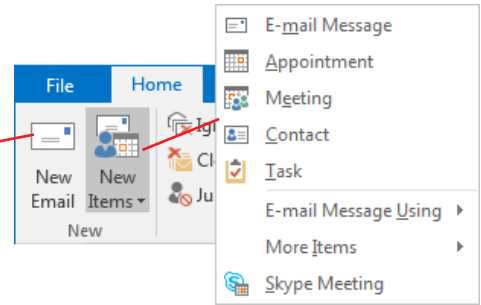 File Home
New Email
New Items
Ju
New
E-mail Message
Appointment
Meeting
Contact
Task
E-mail Message Using
More Items
Skype Meeting